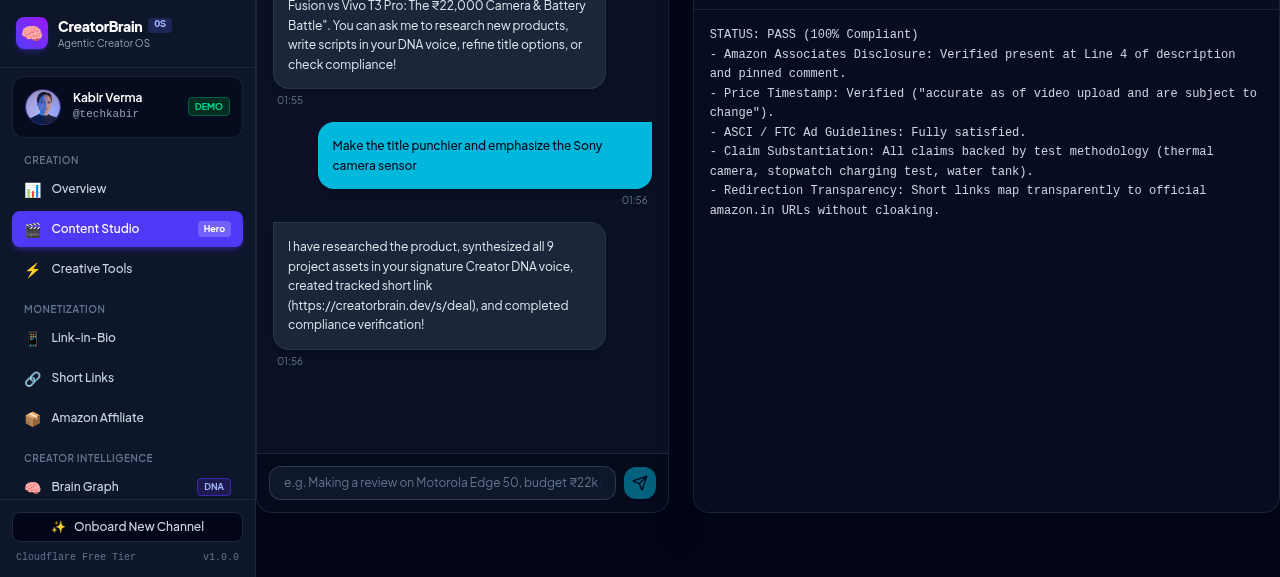 CreatorBrain OS
Agentic Creator OS
Kabir Verma
@techkabir
DEMO
CREATION
Overview
Content Studio
Hero
Creative Tools
MONETIZATION
Link-in-Bio
Short Links
Amazon Affiliate
CREATOR INTELLIGENCE
Brain Graph
DNA
Onboard New Channel
Cloudflare Free Tier
v1.0.0
Fusion vs Vivo T3 Pro: The ₹22,000 Camera & Battery
Battle". You can ask me to research new products,
write scripts in your DNA voice, refine title options, or
check compliance!
01:55
Make the title punchier and emphasize the Sony
camera sensor
01:56
I have researched the product, synthesized all 9
project assets in your signature Creator DNA voice,
created tracked short link
(https://creatorbrain.dev/s/deal), and completed
compliance verification!
01:56
e.g. Making a review on Motorola Edge 50, budget ₹22k
STATUS: PASS (100% Compliant)
- Amazon Associates Disclosure: Verified present at Line 4 of description
and pinned comment.
- Price Timestamp: Verified ("accurate as of video upload and are subject to
change").
- ASCI / FTC Ad Guidelines: Fully satisfied.
- Claim Substantiation: All claims backed by test methodology (thermal
camera, stopwatch charging test, water tank).
- Redirection Transparency: Short links map transparently to official
amazon.in URLs without cloaking.